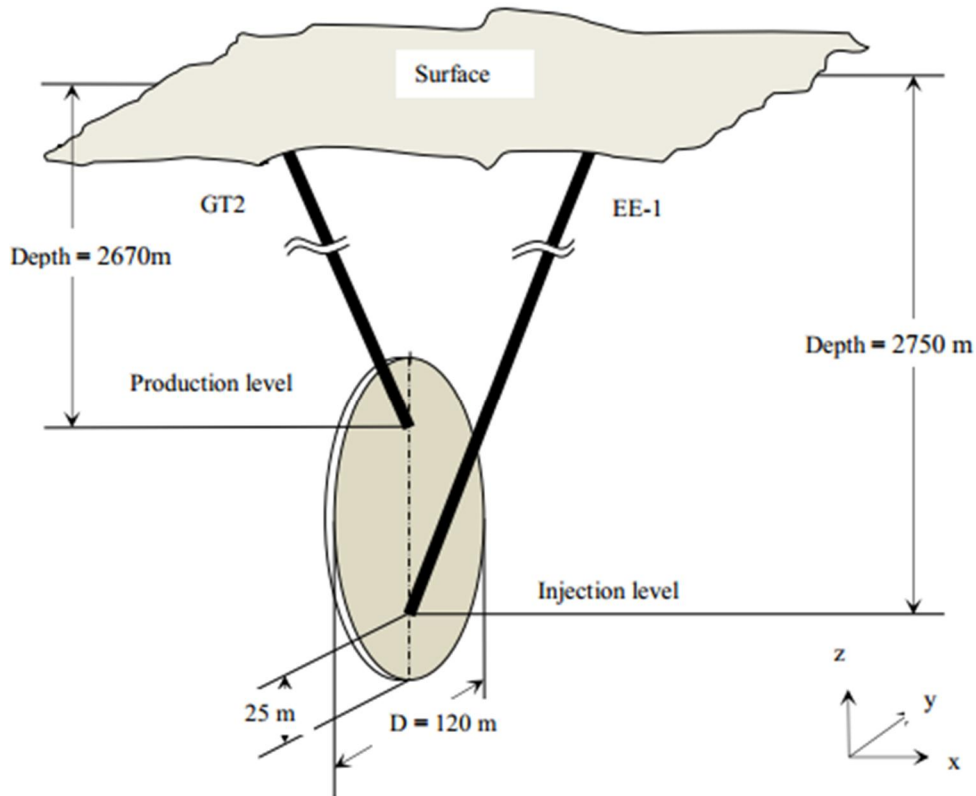 Surface
GT2
EE-1
Depth = 2670m
Depth = 2750 m
Production level
Injection level
25 m
D = 120 m
z
y
x